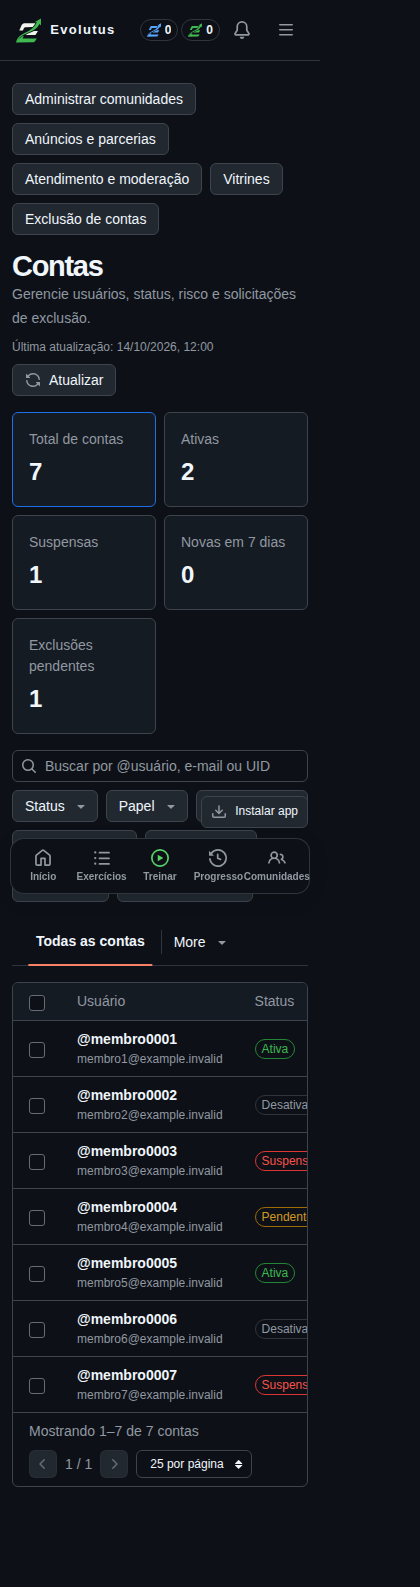 Evolutus
0
0
Administrar comunidades
Anúncios e parcerias
Atendimento e moderação
Vitrines
Exclusão de contas
Contas
Gerencie usuários, status, risco e solicitações
de exclusão.
Última atualização: 14/10/2026, 12:00
Atualizar
Total de contas
7
Ativas
2
Suspensas
1
Novas em 7 dias
0
Exclusões
pendentes
1
Buscar por @usuário, e-mail ou UID
Status
Papel
Instalar app
Início
Exercícios
Treinar
Progresso
Comunidades
Todas as contas
More
Usuário
Status
@membro0001
membro1@example.invalid
Ativa
@membro0002
membro2@example.invalid
Desativa
@membro0003
membro3@example.invalid
Suspens
@membro0004
membro4@example.invalid
Pendent
@membro0005
membro5@example.invalid
Ativa
@membro0006
membro6@example.invalid
Desativa
@membro0007
membro7@example.invalid
Suspens
Mostrando 1–7 de 7 contas
1 / 1
25 por página